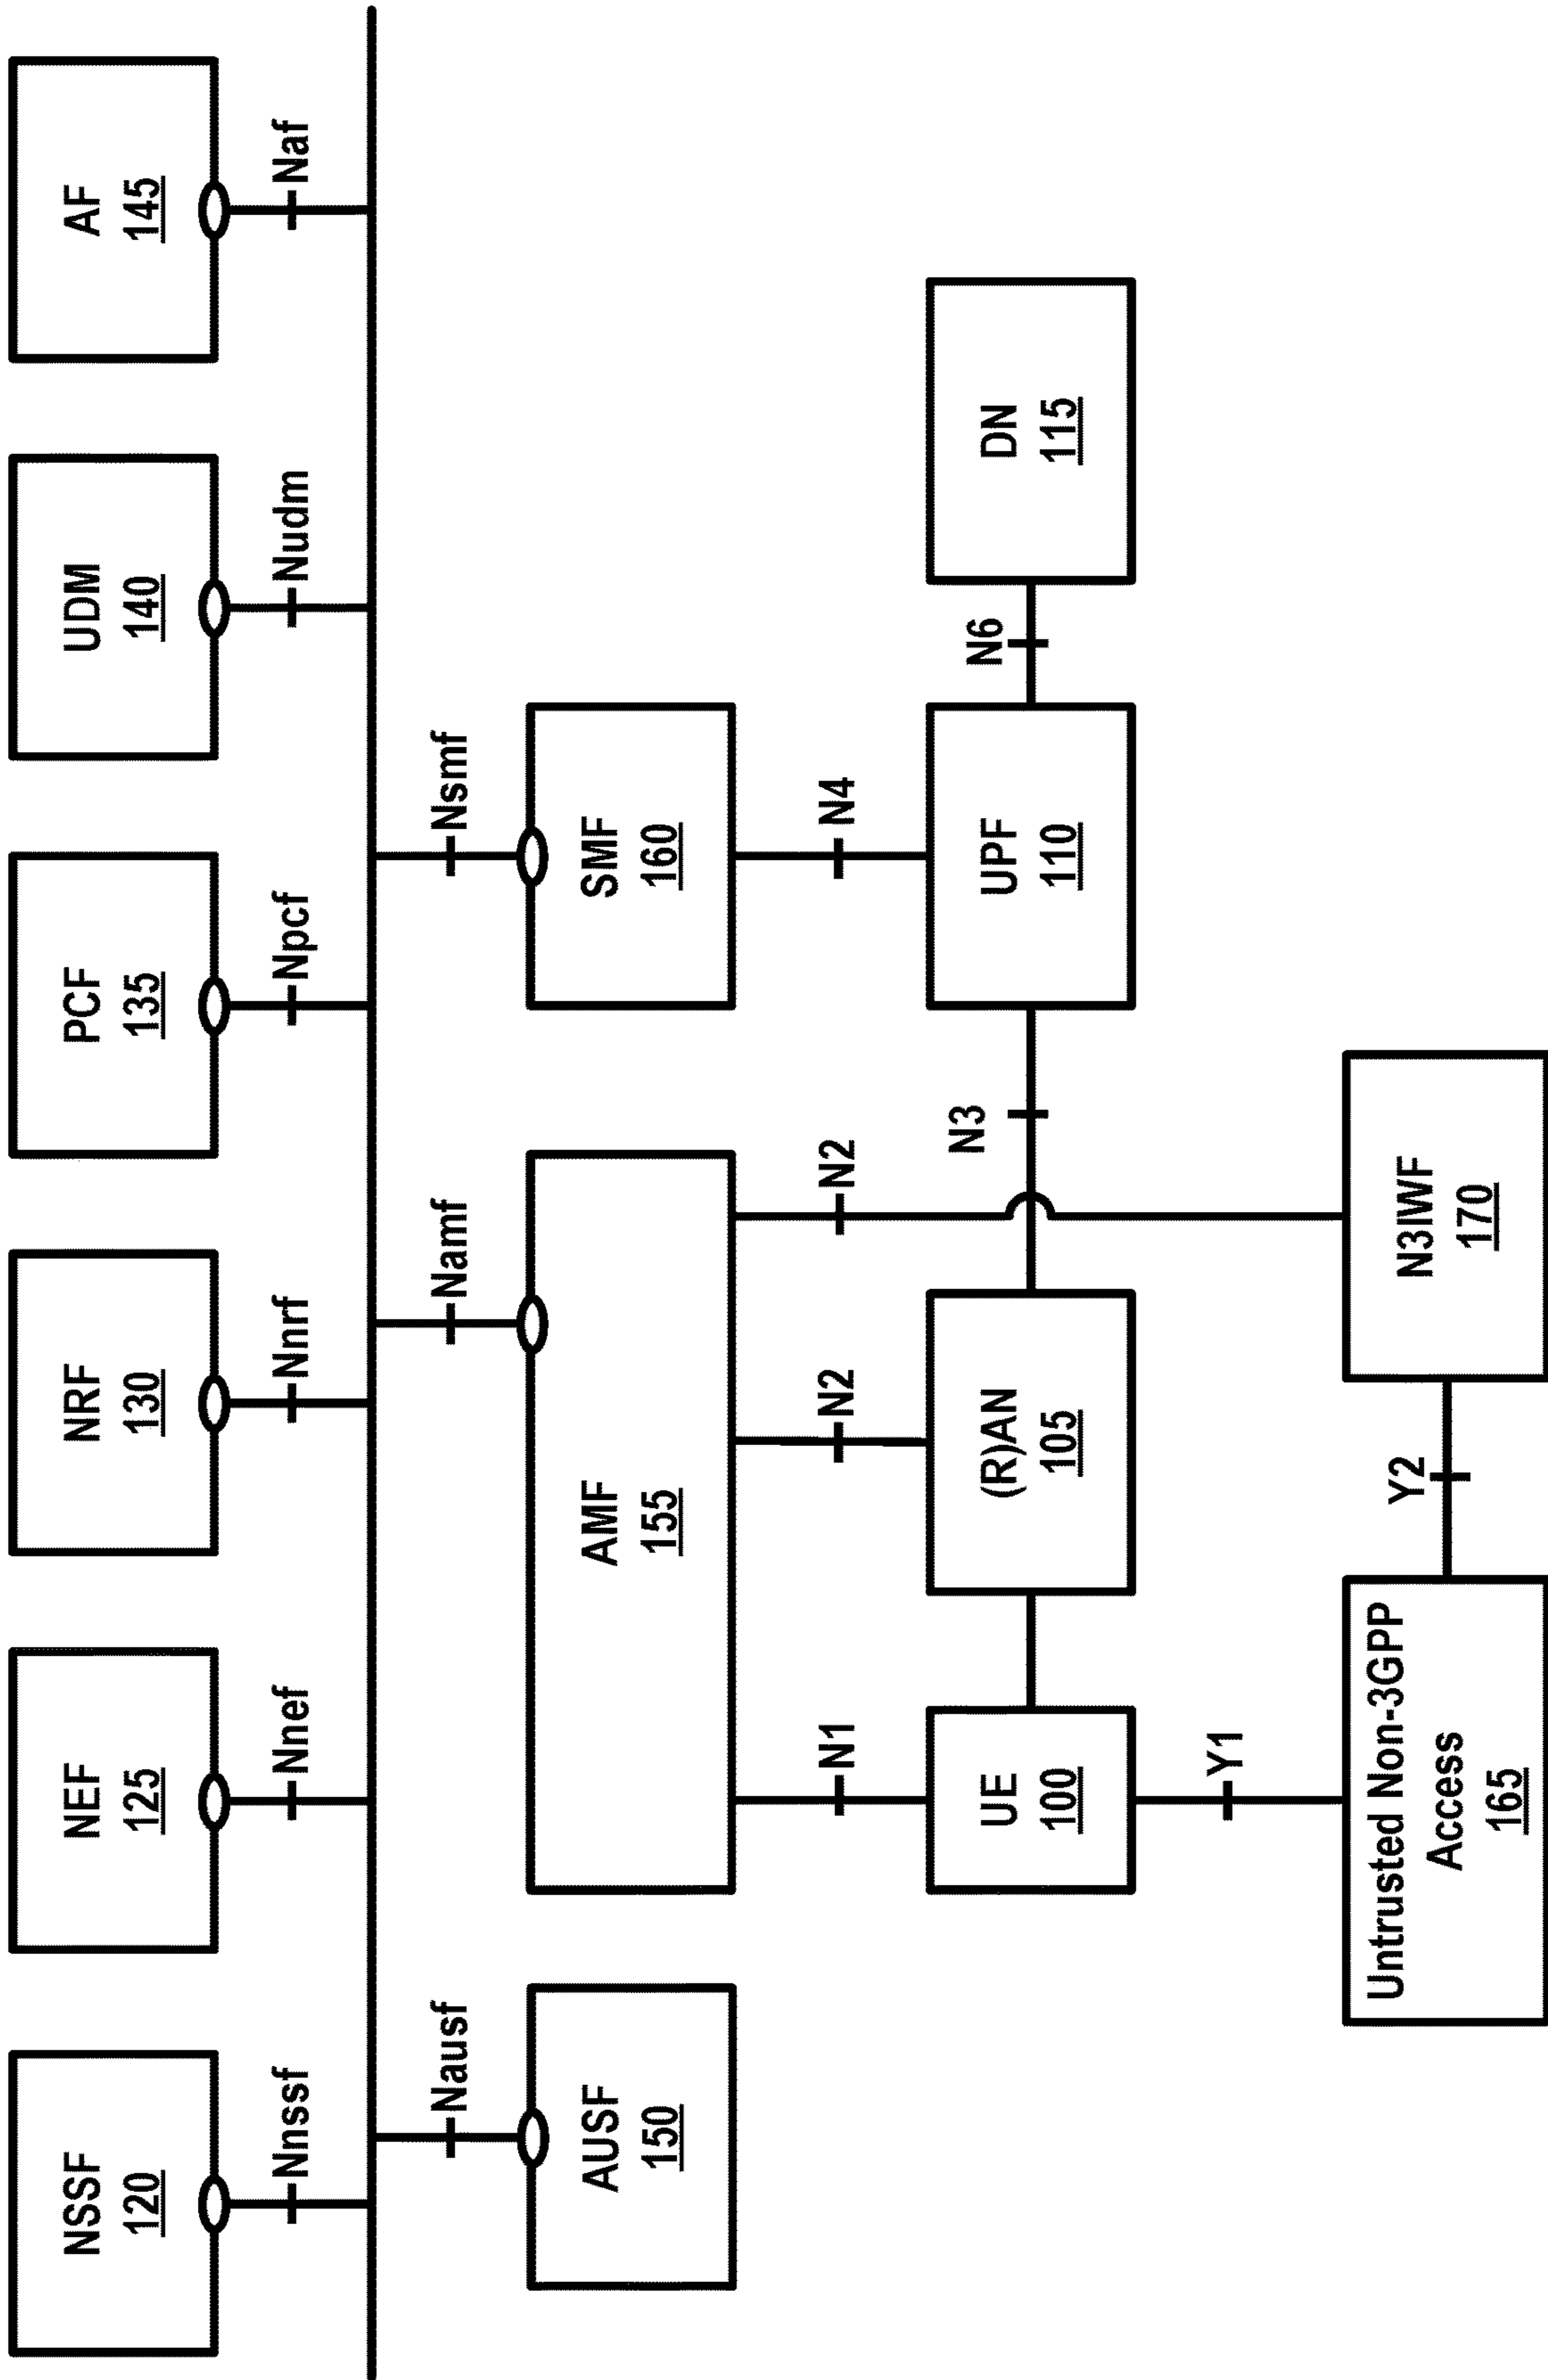 NSSF
120
NEF
125
NRF
130
PCF
135
UDM
140
AF
145
Nnssf
Nnef
Nnrf
Npcf
Nudm
Naf
Nausf
Namf
Nsmf
AUSF
150
AMF
155
SMF
160
N1
N2
N2
N4
UE
100
(R)AN
105
N3
UPF
110
N6
DN
115
Y1
Untrusted Non-3GPP
Access
165
Y2
N3IWF
170